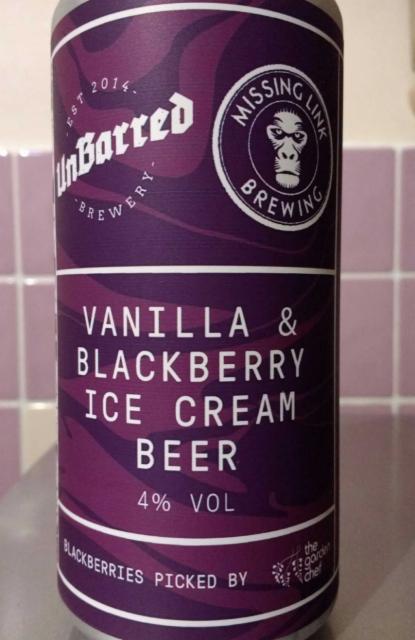 -EST 2014-
UnBarred
-BREWERY-
MISSING LINK
BREWING
VANILLA &
BLACKBERRY
ICE CREAM
BEER
4% VOL
BLACKBERRIES PICKED BY
the
garden
chef